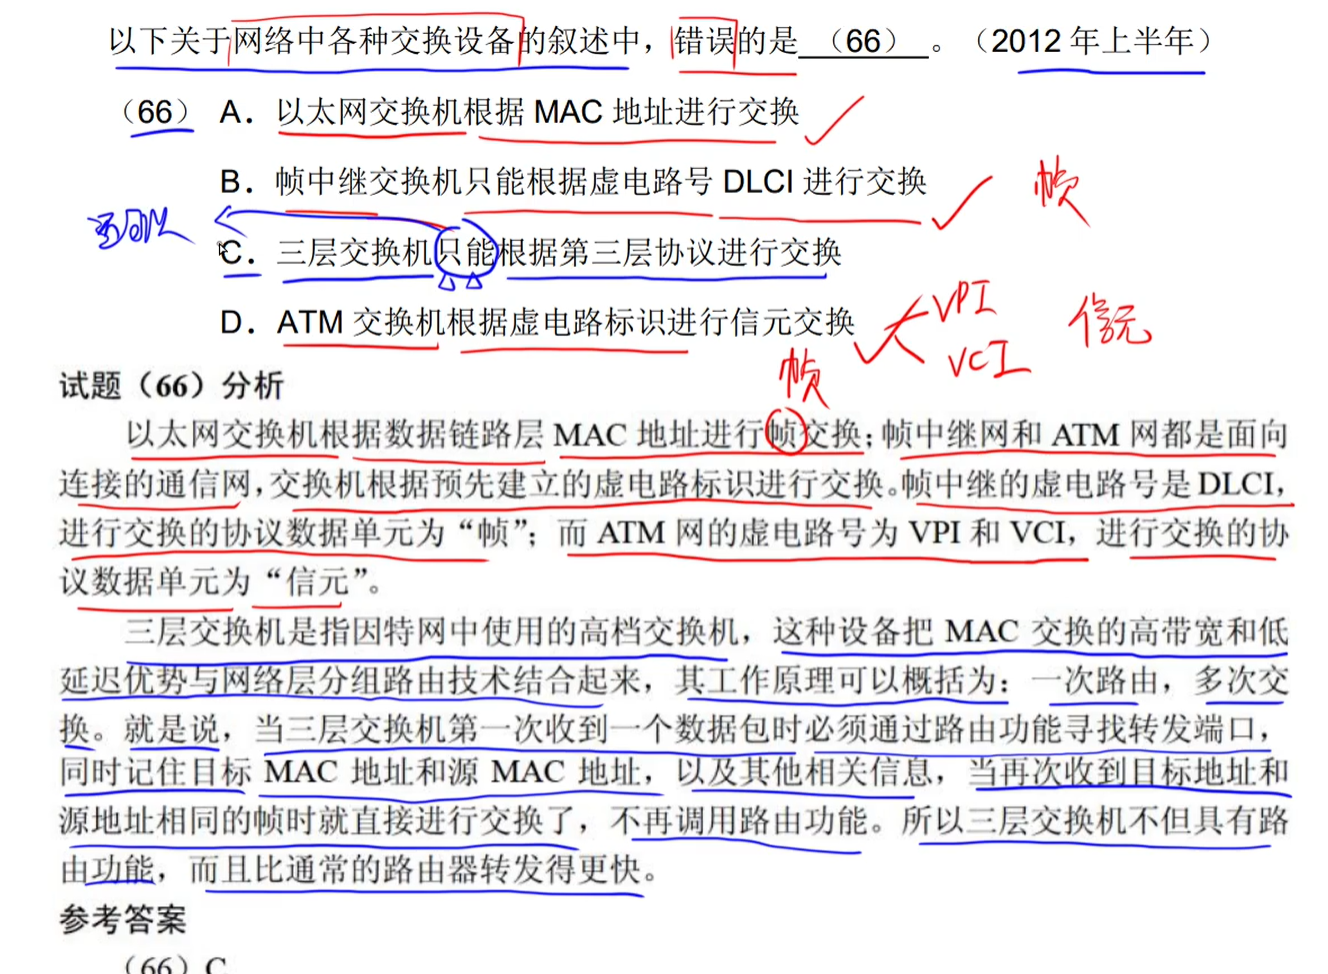 以下关于网络中各种交换设备的叙述中，错误的是（66）。（2012 年上半年）
（66）A．以太网交换机根据 MAC 地址进行交换
B．帧中继交换机只能根据虚电路号 DLCI 进行交换
帧
C．三层交换机只能根据第三层协议进行交换
D．ATM 交换机根据虚电路标识进行信元交换
VPI
VCI
信元
试题（66）分析
帧
以太网交换机根据数据链路层 MAC 地址进行帧交换；帧中继网和 ATM 网都是面向
连接的通信网，交换机根据预先建立的虚电路标识进行交换。帧中继的虚电路号是 DLCI，
进行交换的协议数据单元为“帧”；而 ATM 网的虚电路号为 VPI 和 VCI，进行交换的协
议数据单元为“信元”。
三层交换机是指因特网中使用的高档交换机，这种设备把 MAC 交换的高带宽和低
延迟优势与网络层分组路由技术结合起来，其工作原理可以概括为：一次路由，多次交
换。就是说，当三层交换机第一次收到一个数据包时必须通过路由功能寻找转发端口，
同时记住目标 MAC 地址和源 MAC 地址，以及其他相关信息，当再次收到目标地址和
源地址相同的帧时就直接进行交换了，不再调用路由功能。所以三层交换机不但具有路
由功能，而且比通常的路由器转发得更快。
参考答案
（66）C